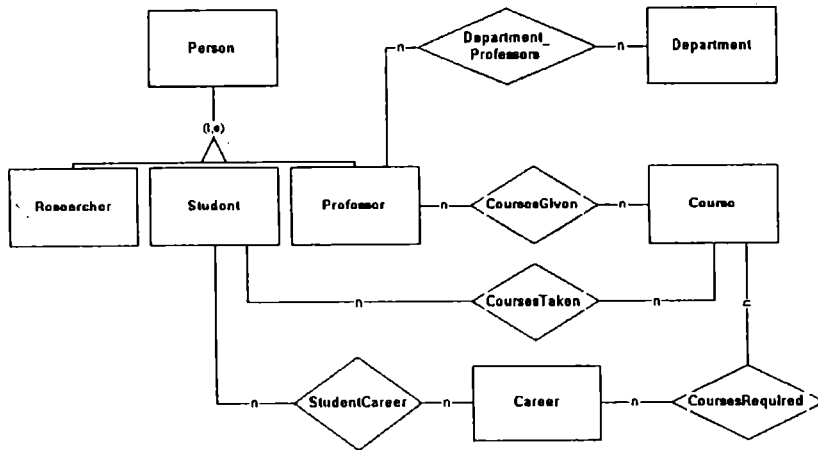 Person
n
Department_
Professors
n
Department
(t,e)
Researcher
Student
Professor
n
CoursesGiven
n
Course
n
CoursesTaken
n
n
StudentCareer
n
Career
n
CoursesRequired